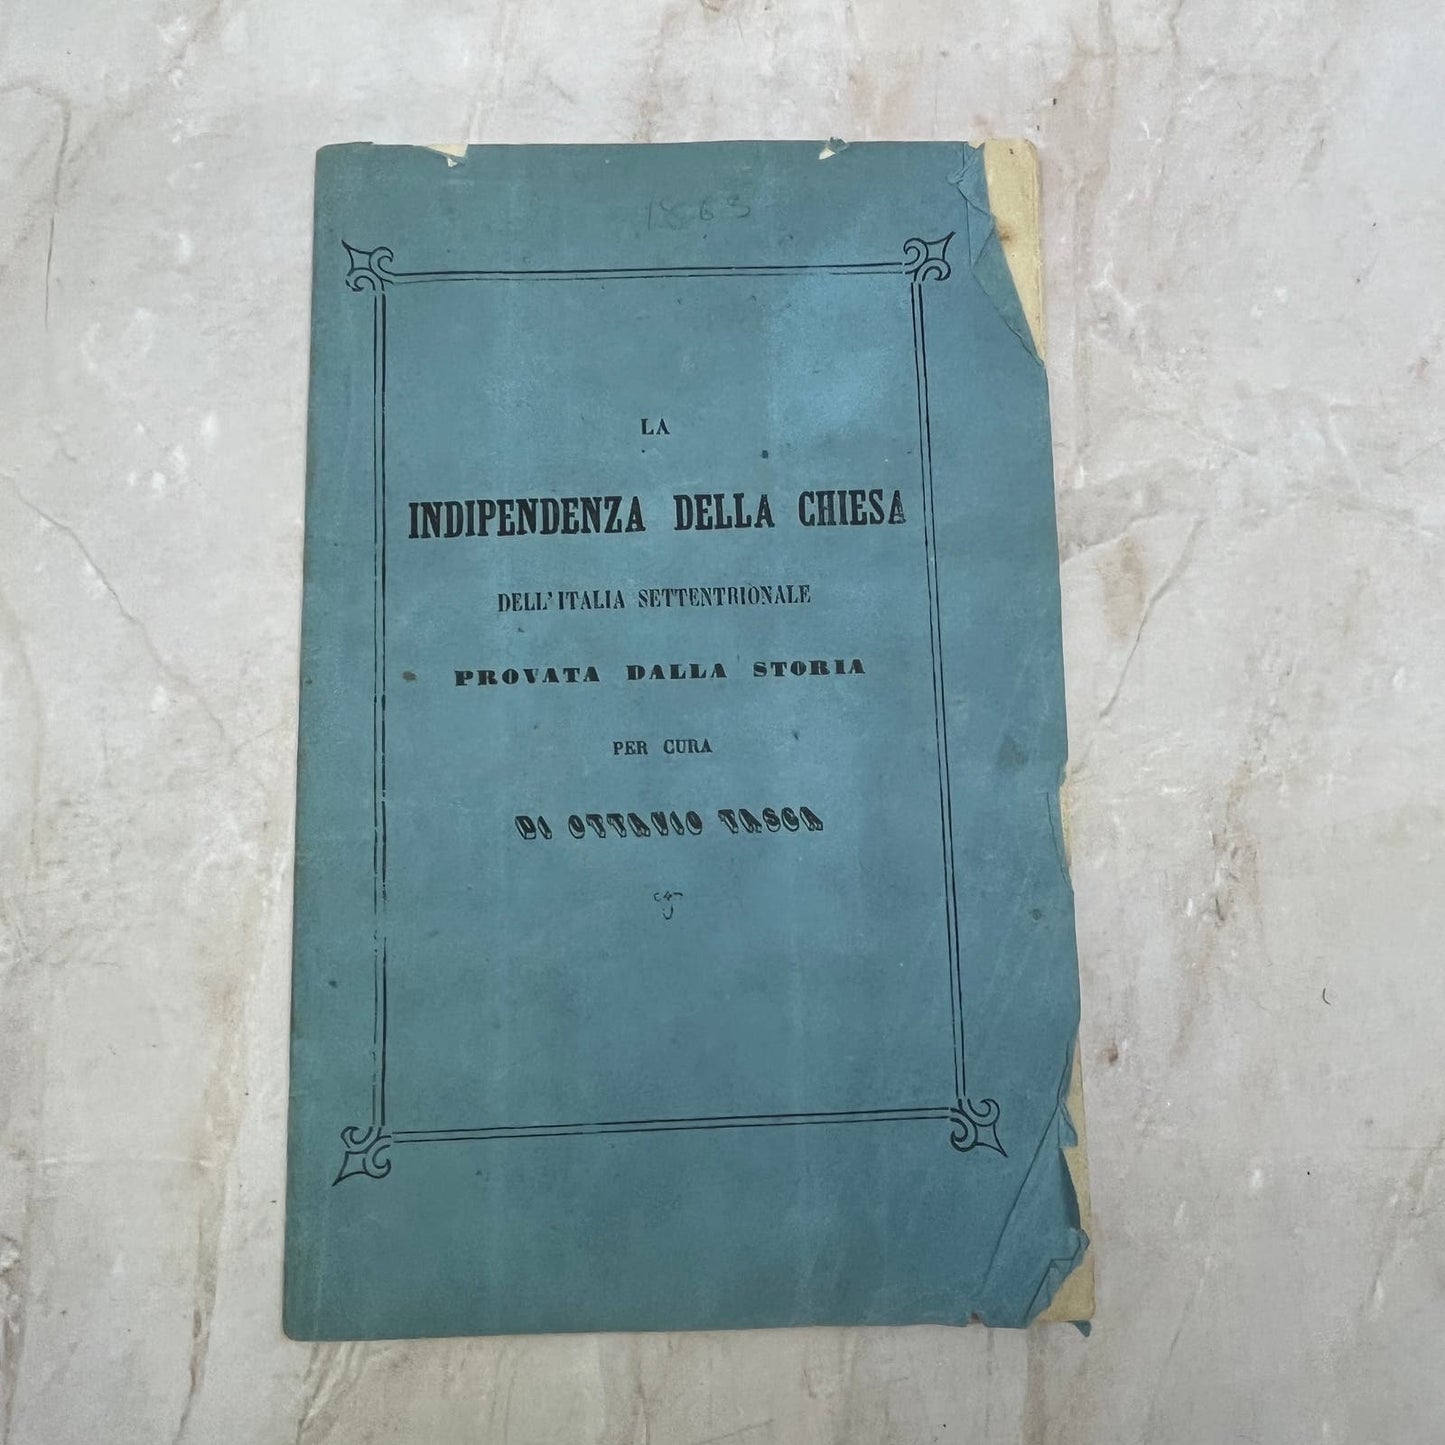 1863
LA
INDIPENDENZA DELLA CHIESA
DELL'ITALIA SETTENTRIONALE
PROVATA DALLA STORIA
PER CURA
DI OTTAVIO TASCA